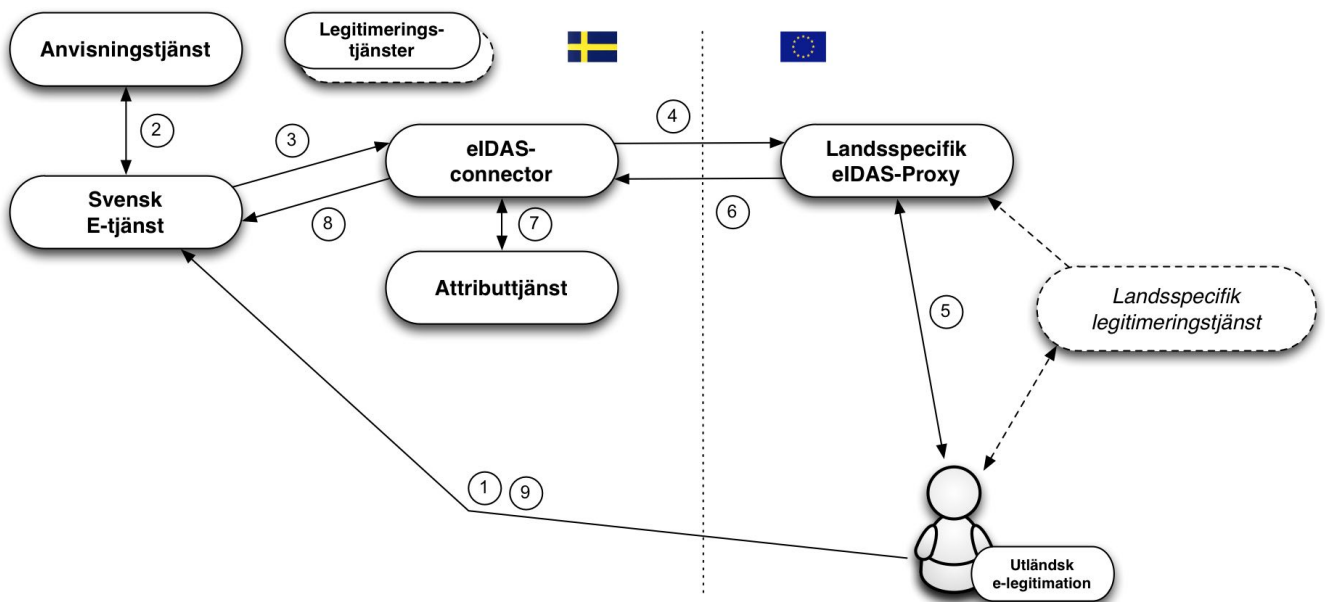 Anvisningstjänst
Legitimerings-
tjänster
2
3
4
eIDAS-
connector
Landsspecifik
eIDAS-Proxy
Svensk
E-tjänst
8
7
6
Attributtjänst
5
Landsspecifik
legitimeringstjänst
1
9
Utländsk
e-legitimation